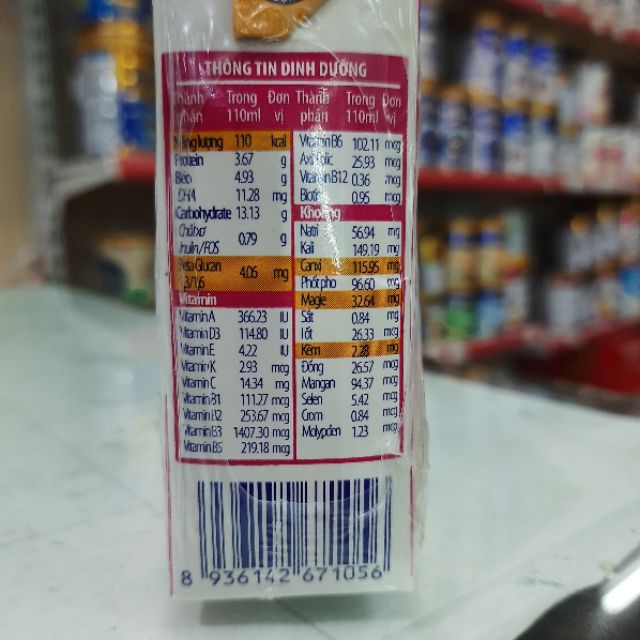 THÔNG TIN DINH DƯỠNG
Thành phần Trong 110ml Đơn vị Thành phần Trong 110ml Đơn vị
Năng lượng 110 kcal
Protein 3.67 g
Béo 4.93 g
DHA 11.28 mg
Carbohydrate 13.13 g
Chất xơ Inulin/FOS 0.79 g
Beta Glucan 1,3/1,6 4.06 mg
Vitamin
Vitamin A 366.23 IU
Vitamin D3 114.80 IU
Vitamin E 4.22 IU
Vitamin K 2.93 mcg
Vitamin C 14.34 mg
Vitamin B1 111.27 mcg
Vitamin B2 253.67 mcg
Vitamin B3 1407.30 mcg
Vitamin B5 219.18 mcg
Vitamin B6 102.11 mcg
Axit Folic 25.93 mcg
Vitamin B12 0.36 mcg
Biotin 0.95 mcg
Khoáng
Natri 56.94 mg
Kali 149.19 mg
Canxi 115.95 mg
Phốt pho 96.60 mg
Magie 32.64 mg
Sắt 0.84 mg
Iốt 26.33 mcg
Kẽm 2.28 mg
Đồng 26.57 mcg
Mangan 94.37 mcg
Selen 5.42 mcg
Crom 0.84 mcg
Molypden 1.23 mcg
8 936142 671056